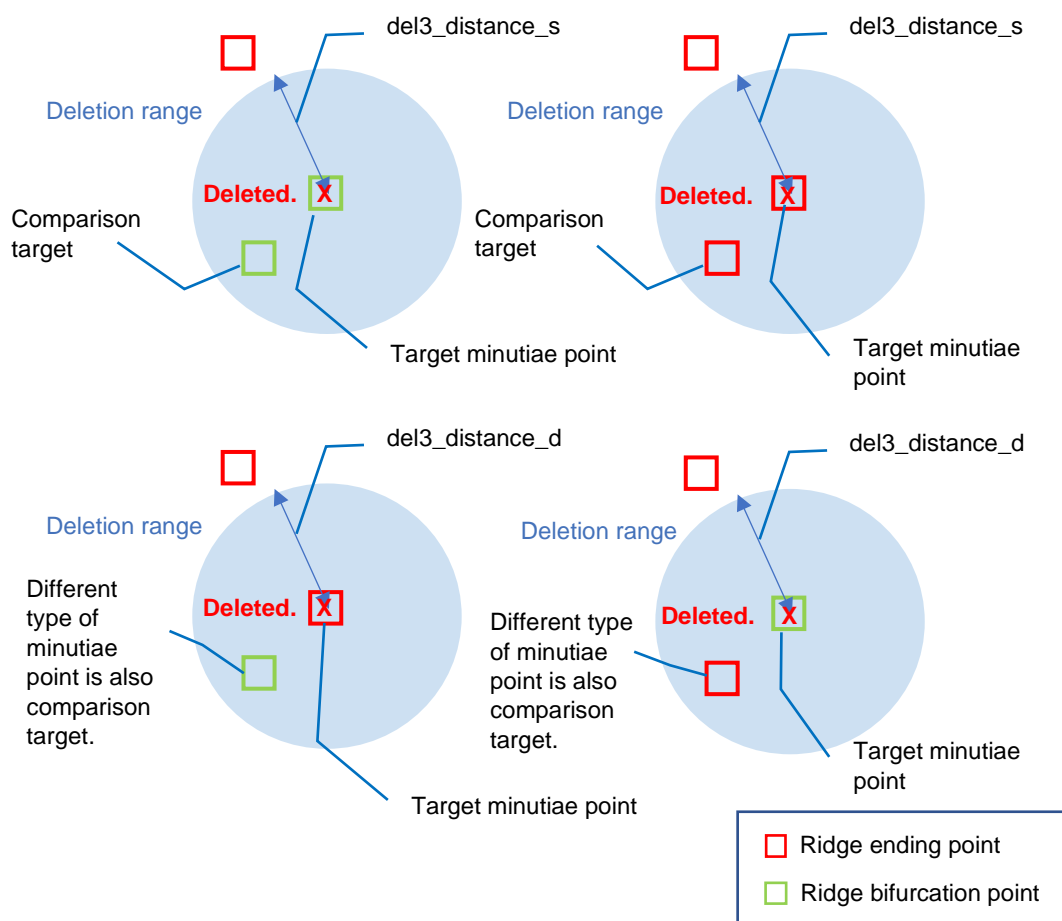 del3_distance_s
Deletion range
Deleted.
X
Comparison
target
Target minutiae point
del3_distance_s
Deletion range
Deleted.
X
Comparison
target
Target minutiae
point
del3_distance_d
Deletion range
Deleted.
X
Different
type of
minutiae
point is also
comparison
target.
Target minutiae point
del3_distance_d
Deletion range
Deleted.
X
Different type
of minutiae
point is also
comparison
target.
Target minutiae
point
Ridge ending point
Ridge bifurcation point